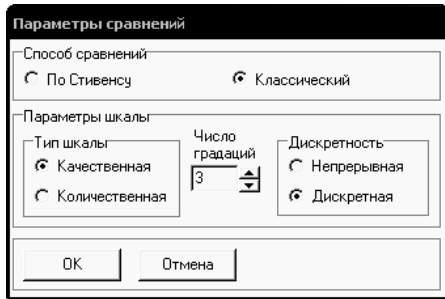 Параметры сравнений
Способ сравнений
По Стивенсу
Классический
Параметры шкалы
Тип шкалы
Качественная
Количественная
Число
градаций
3
Дискретность
Непрерывная
Дискретная
OK
Отмена